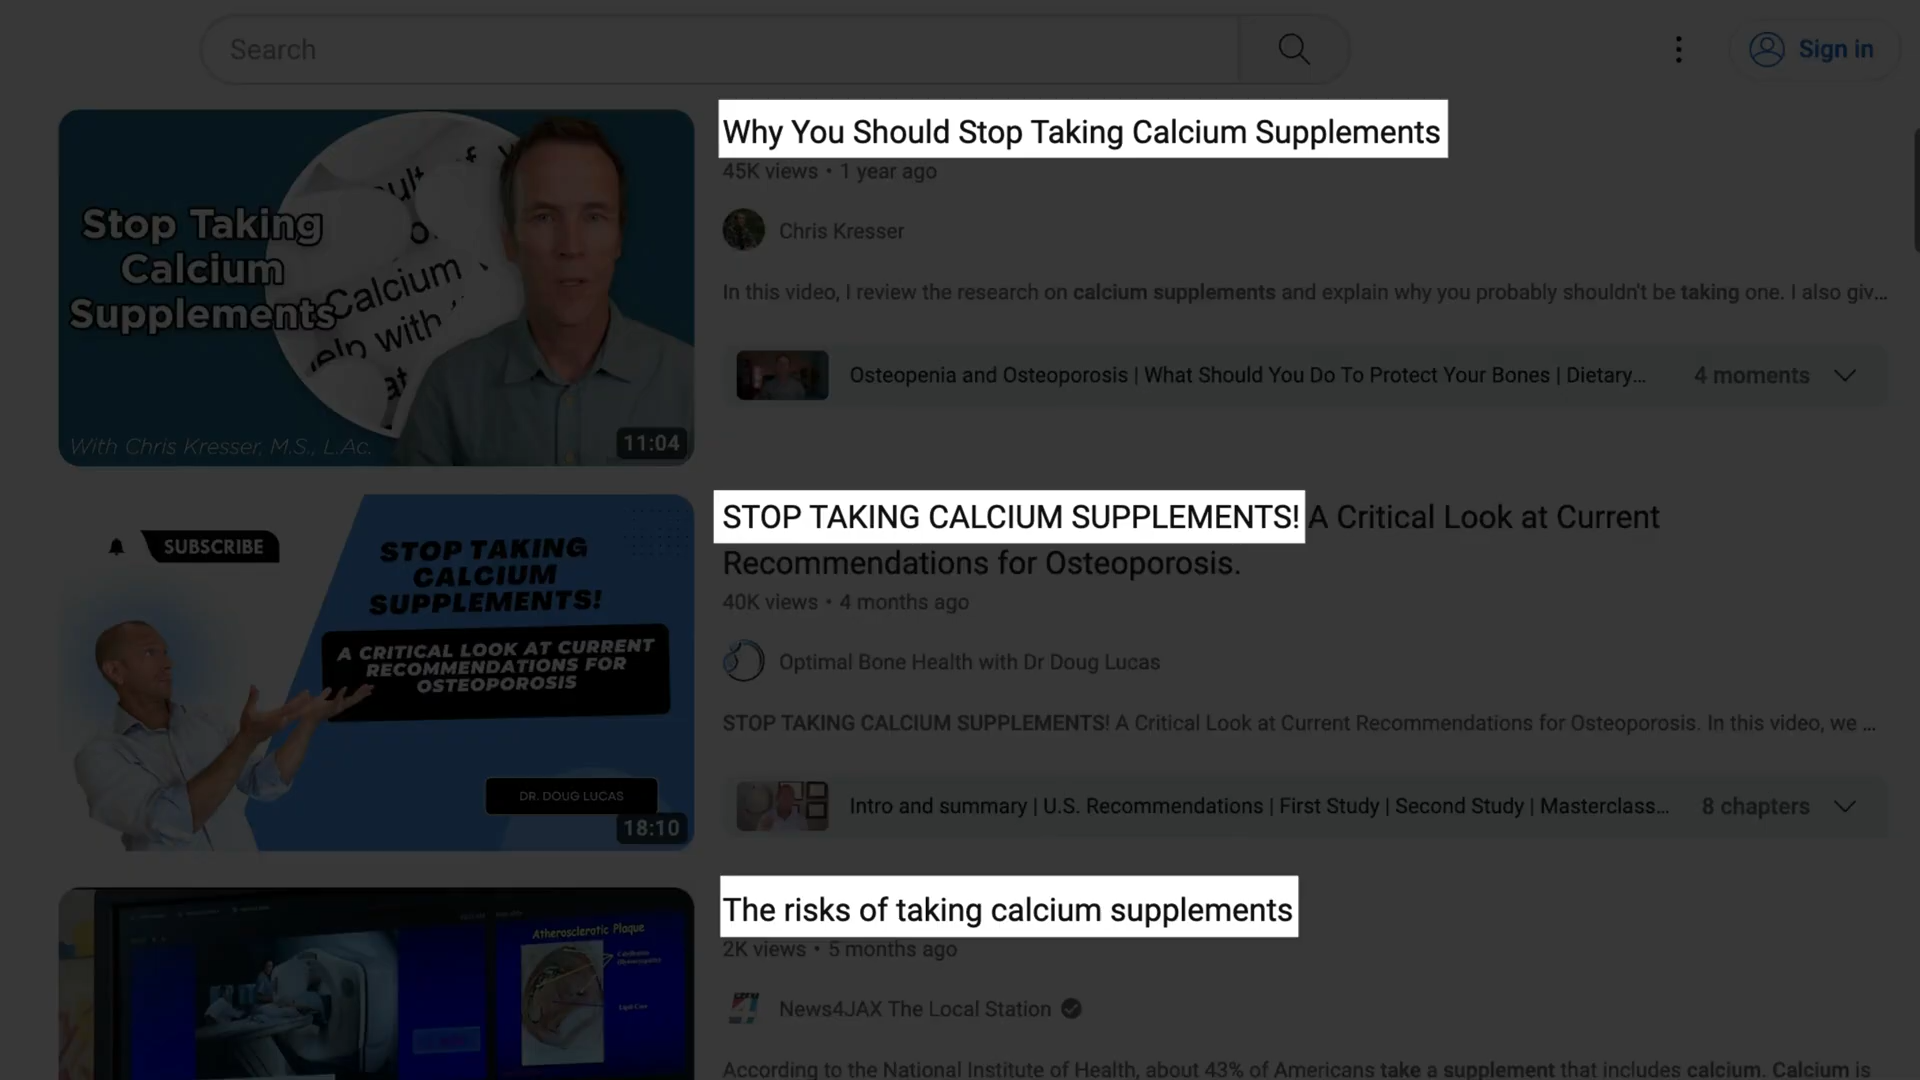 Search
Sign in
Stop Taking
Calcium
Supplements
Calcium
elp with
at
With Chris Kresser, M.S., L.Ac.
11:04
Why You Should Stop Taking Calcium Supplements
45K views • 1 year ago
Chris Kresser
In this video, I review the research on calcium supplements and explain why you probably shouldn't be taking one. I also giv...
Osteopenia and Osteoporosis | What Should You Do To Protect Your Bones | Dietary...
4 moments
SUBSCRIBE
STOP TAKING
CALCIUM
SUPPLEMENTS!
A CRITICAL LOOK AT CURRENT
RECOMMENDATIONS FOR
OSTEOPOROSIS
DR. DOUG LUCAS
18:10
STOP TAKING CALCIUM SUPPLEMENTS! A Critical Look at Current
Recommendations for Osteoporosis.
40K views • 4 months ago
Optimal Bone Health with Dr Doug Lucas
STOP TAKING CALCIUM SUPPLEMENTS! A Critical Look at Current Recommendations for Osteoporosis. In this video, we ...
Intro and summary | U.S. Recommendations | First Study | Second Study | Masterclass...
8 chapters
Atherosclerotic Plaque
The risks of taking calcium supplements
2K views • 5 months ago
News4JAX The Local Station
According to the National Institute of Health, about 43% of Americans take a supplement that includes calcium. Calcium is